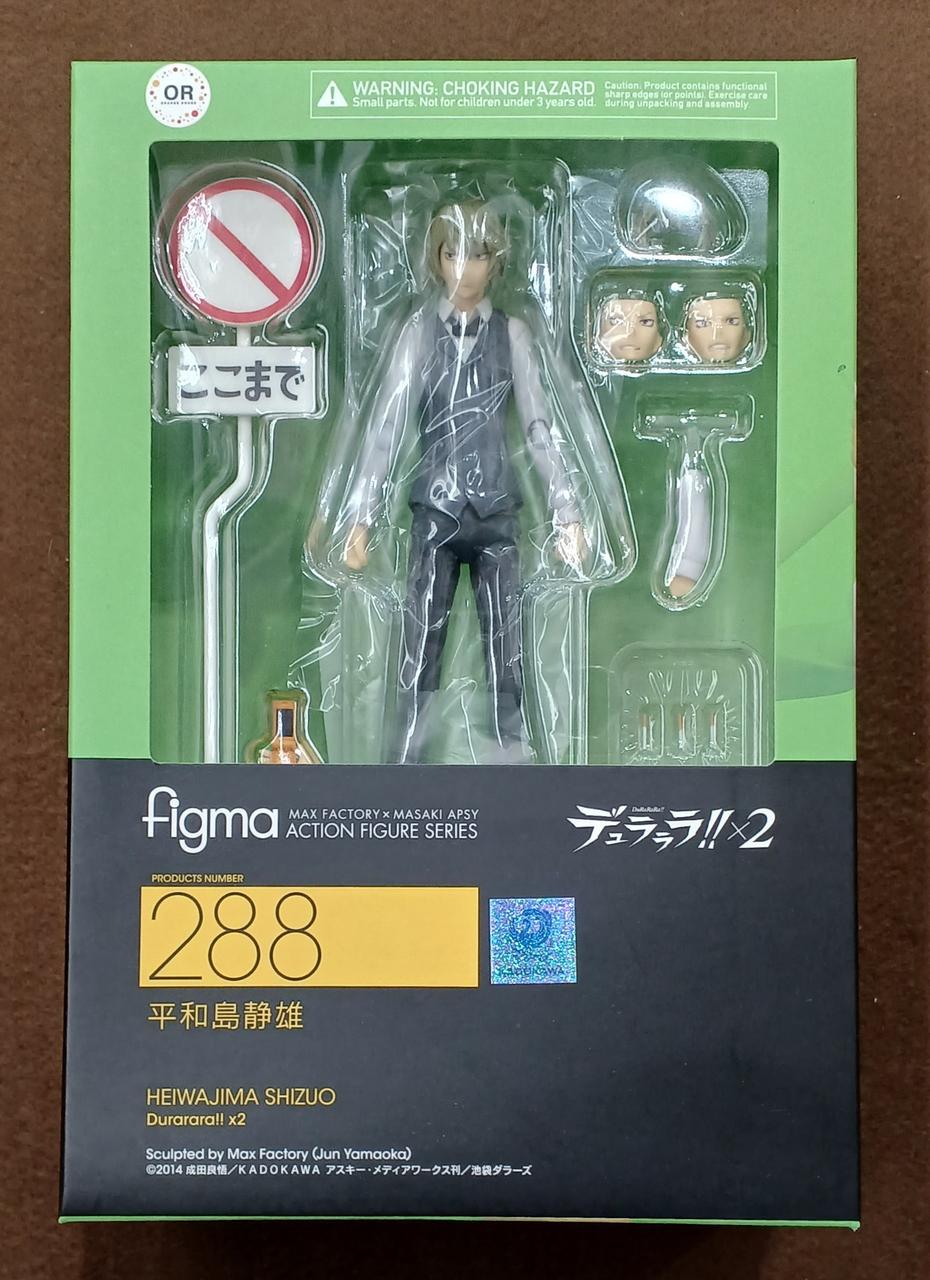 OR
ORANGE ROUGE
WARNING: CHOKING HAZARD
Small parts. Not for children under 3 years old.
Caution: Product contains functional
sharp edges (or points). Exercise care
during unpacking and assembly.
ここまで
figma
MAX FACTORY × MASAKI APSY
ACTION FIGURE SERIES
DuRaRaRa!!
デュラララ!!×2
PRODUCTS NUMBER
288
KADOKAWA
平和島静雄
HEIWAJIMA SHIZUO
Durarara!! x2
Sculpted by Max Factory (Jun Yamaoka)
©2014 成田良悟／KADOKAWA アスキー・メディアワークス刊／池袋ダラーズ